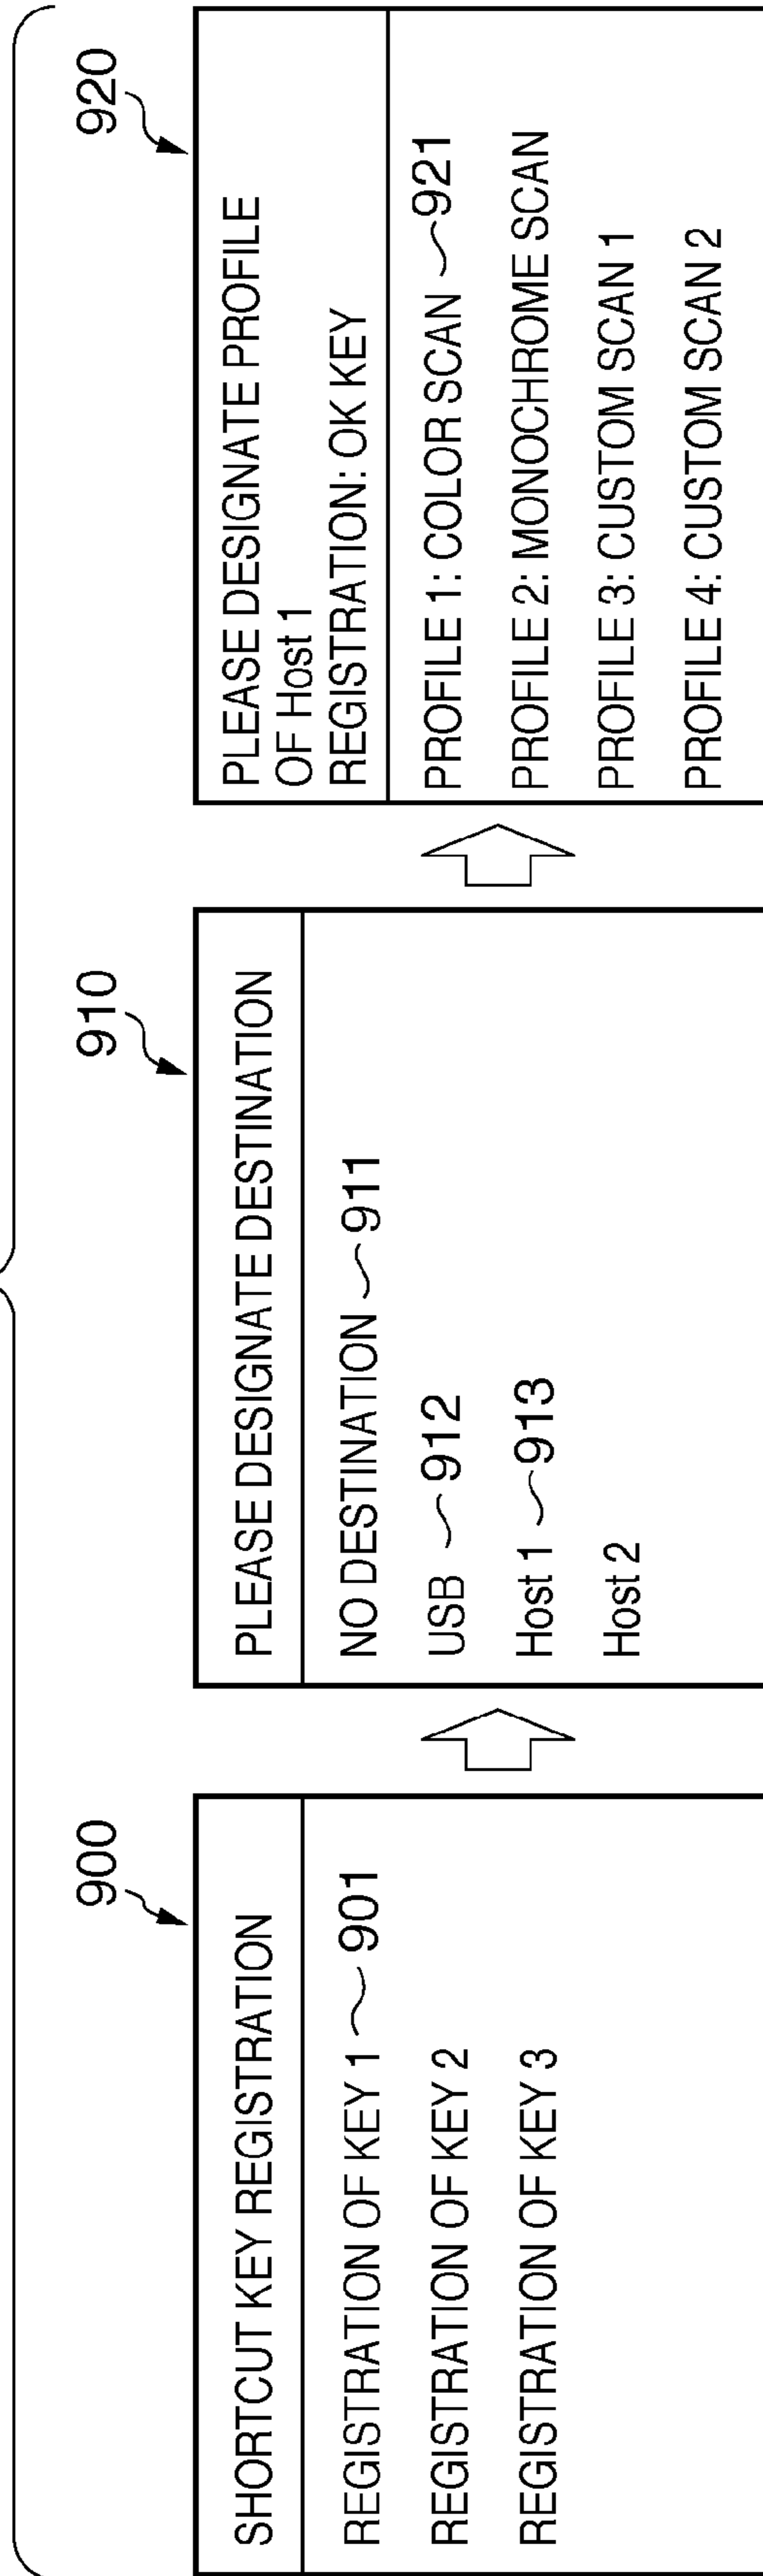 900
SHORTCUT KEY REGISTRATION
REGISTRATION OF KEY 1 ~901
REGISTRATION OF KEY 2
REGISTRATION OF KEY 3
910
PLEASE DESIGNATE DESTINATION
NO DESTINATION ~911
USB ~912
Host 1 ~913
Host 2
920
PLEASE DESIGNATE PROFILE
OF Host 1
REGISTRATION: OK KEY
PROFILE 1: COLOR SCAN ~921
PROFILE 2: MONOCHROME SCAN
PROFILE 3: CUSTOM SCAN 1
PROFILE 4: CUSTOM SCAN 2